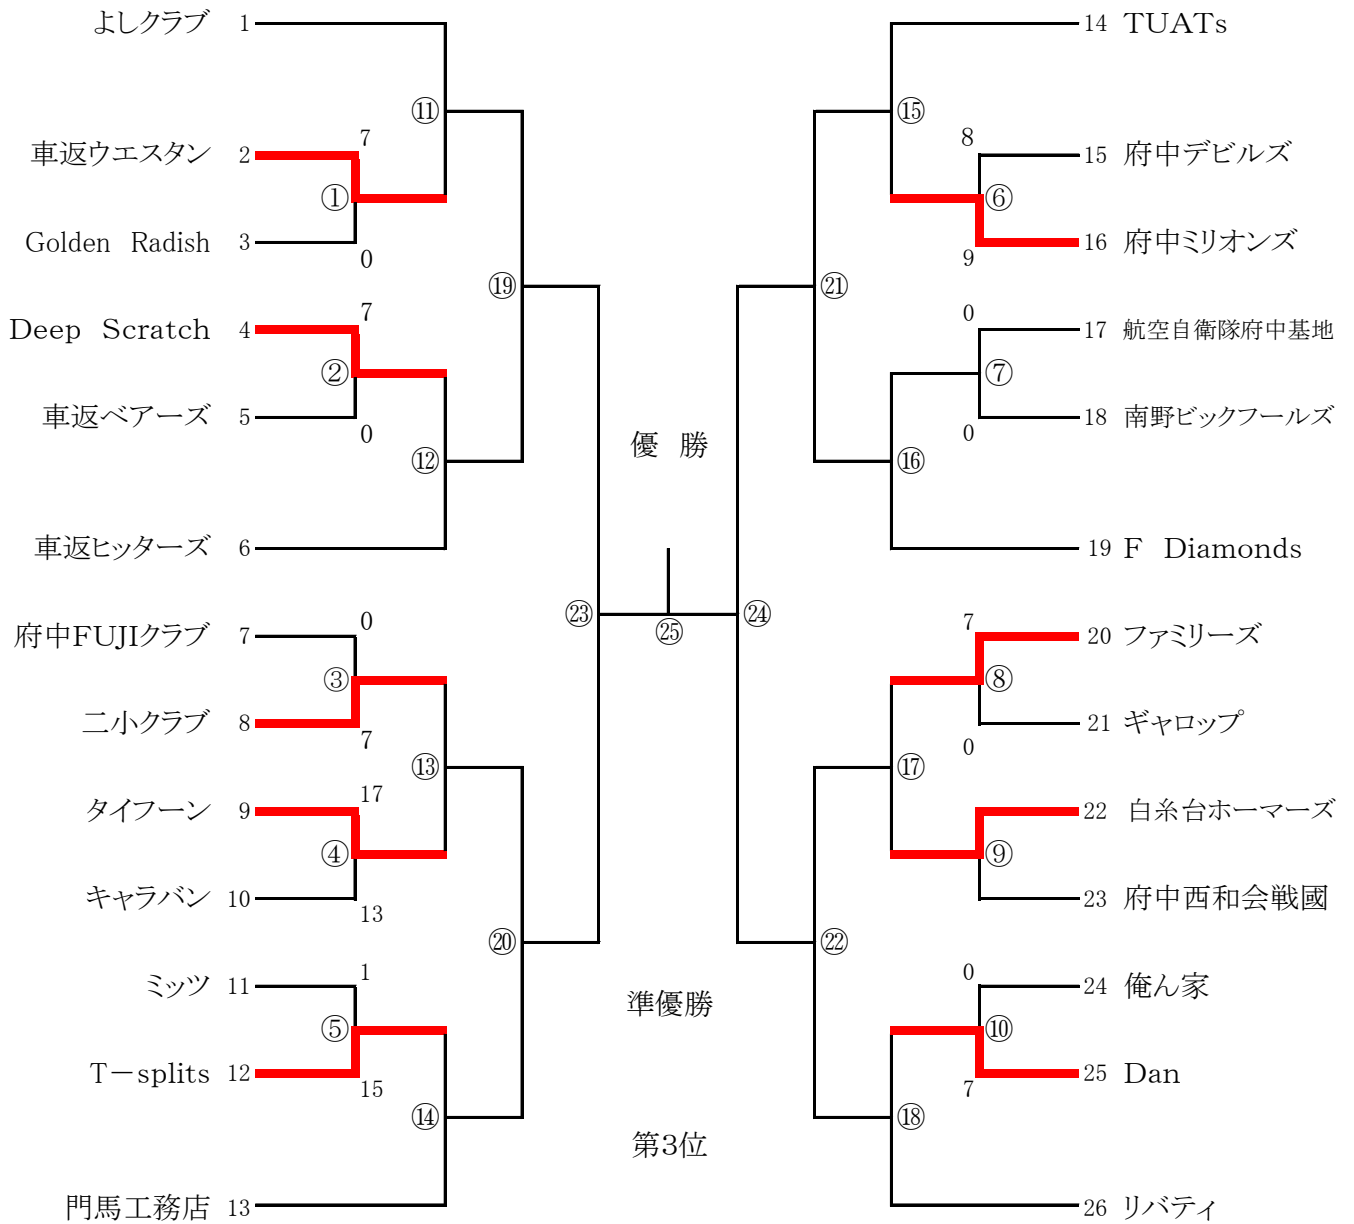 よしクラブ 1
⑪
7
車返ウエスタン 2
①
Golden Radish 3
0
⑲
7
Deep Scratch 4
②
車返ベアーズ 5
0
⑫
車返ヒッターズ 6
㉓
0
府中FUJIクラブ 7
③
二小クラブ 8
7
⑬
17
タイフーン 9
④
キャラバン 10
13
⑳
1
ミッツ 11
⑤
T－splits 12
15
⑭
門馬工務店 13
優 勝
㉕
準優勝
第3位
14 TUATs
⑮
8
15 府中デビルズ
⑥
16 府中ミリオンズ
9
㉑
0
17 航空自衛隊府中基地
⑦
18 南野ビックフールズ
0
⑯
19 F Diamonds
㉔
7
20 ファミリーズ
⑧
21 ギャロップ
0
⑰
22 白糸台ホーマーズ
⑨
23 府中西和会戦國
㉒
0
24 俺ん家
⑩
25 Dan
7
⑱
26 リバティ